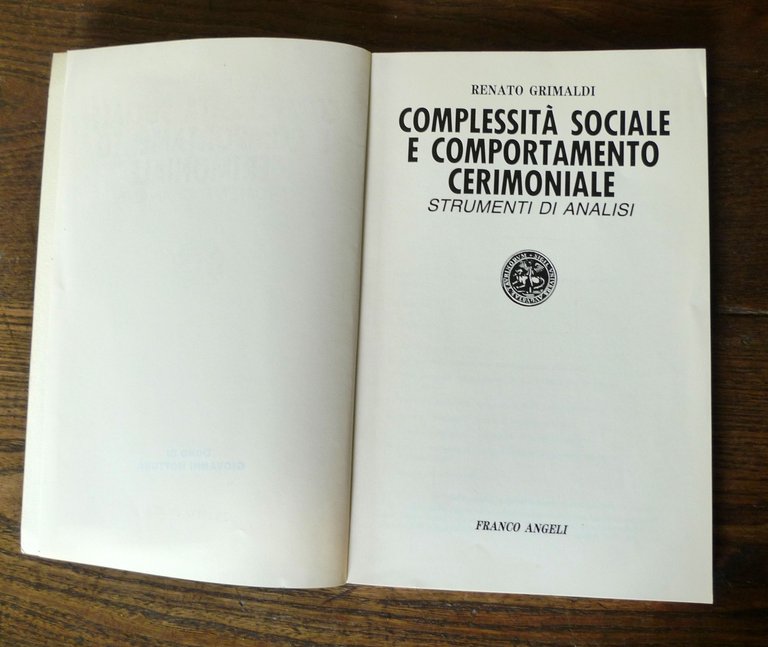 RENATO GRIMALDI
COMPLESSITÀ SOCIALE
E COMPORTAMENTO
CERIMONIALE
STRUMENTI DI ANALISI
FRANCO ANGELI